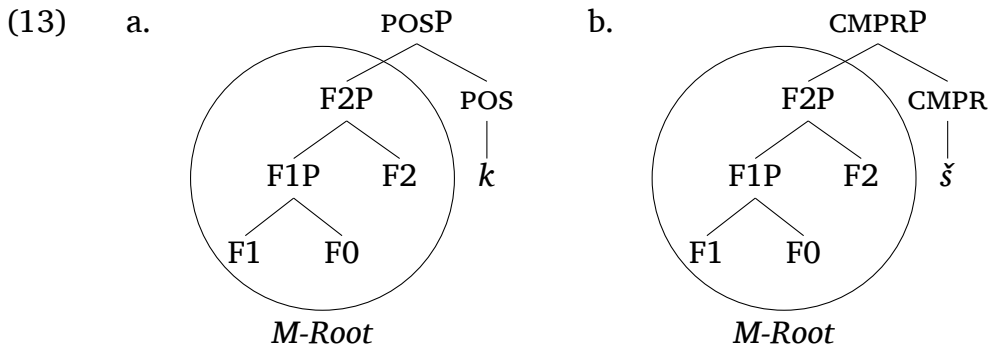 (13) a. POSP b. CMPRP
F2P POS F2P CMPR
F1P F2 k F1P F2 š
F1 F0 F1 F0
M-Root M-Root